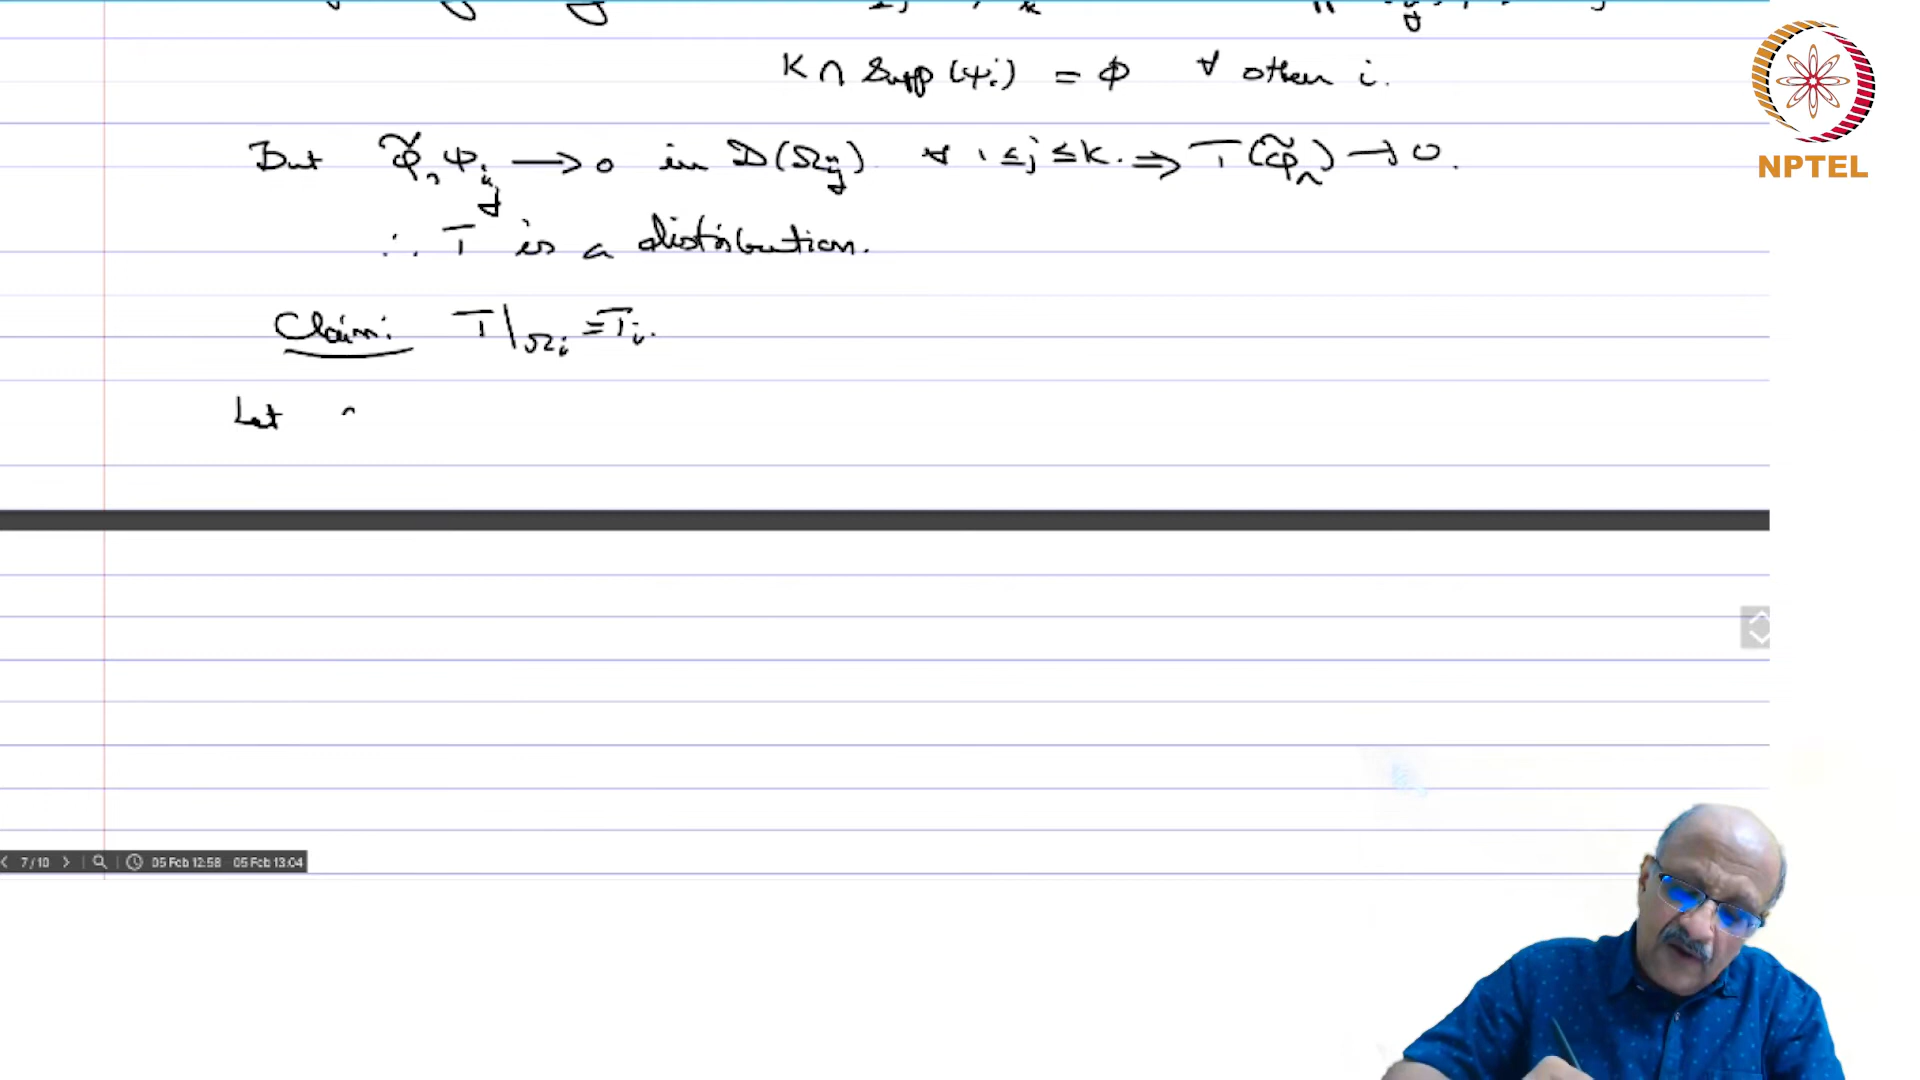 K ∩ Supp (ψi) = φ ∀ other i.
NPTEL
But φ̃n ψij → 0 in D(Ωij) ∀ 1 ≤ j ≤ k. ⇒ T(φ̃n) → 0.
∴ T is a distribution.
Claim: T|Ωi = Ti.
Let
7/10 05 Feb 12:58 05 Feb 13:04